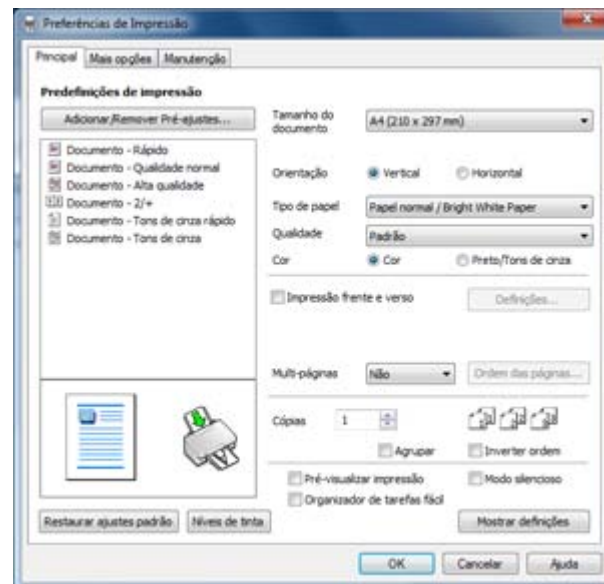 Preferências de Impressão
Principal
Mais opções
Manutenção
Predefinições de impressão
Adicionar/Remover Pré-ajustes...
Documento - Rápido
Documento - Qualidade normal
Documento - Alta qualidade
Documento - 2/+
Documento - Tons de cinza rápido
Documento - Tons de cinza
Restaurar ajustes padrão
Níveis de tinta
Tamanho do documento
A4 (210 x 297 mm)
Orientação
Vertical
Horizontal
Tipo de papel
Papel normal / Bright White Paper
Qualidade
Padrão
Cor
Cor
Preto/Tons de cinza
Impressão frente e verso
Definições...
Multi-páginas
Não
Ordem das páginas...
Cópias
1
Agrupar
Inverter ordem
Pré-visualizar impressão
Modo silencioso
Organizador de tarefas fácil
Mostrar definições
OK
Cancelar
Ajuda